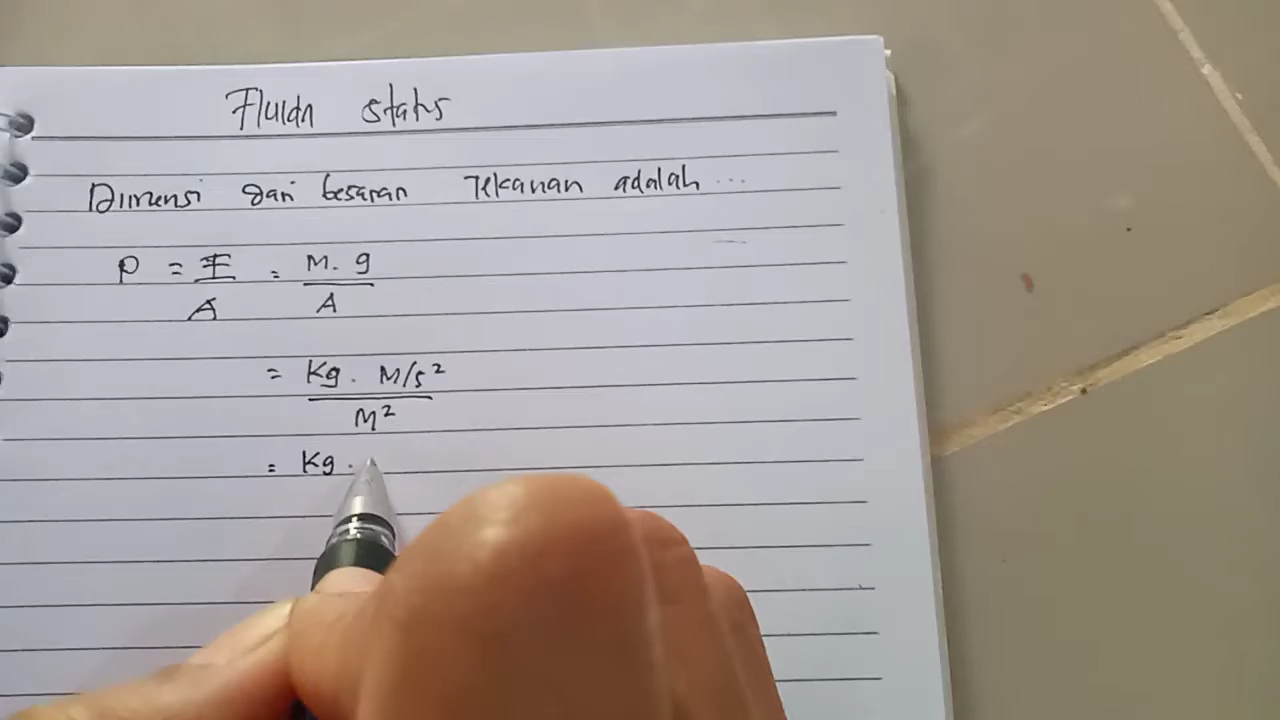 Fluida statis
Dimensi dari besaran Tekanan adalah ...
P = F/A = M. g/A
= Kg. M/s²/M²
= Kg.